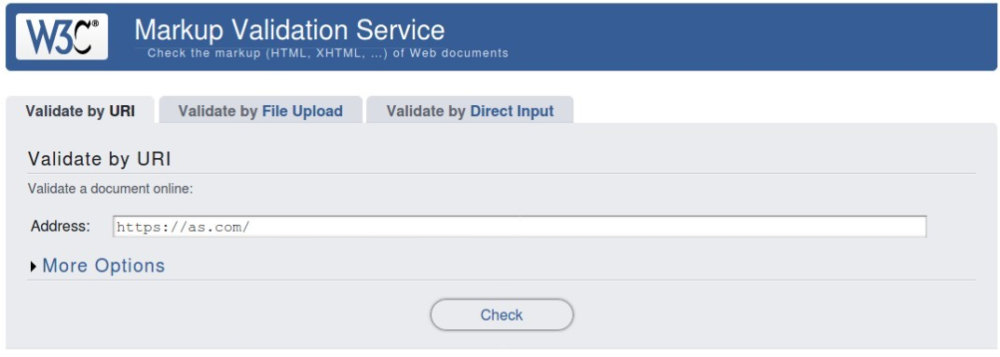 W3C® Markup Validation Service
Check the markup (HTML, XHTML, ...) of Web documents
Validate by URI Validate by File Upload Validate by Direct Input
Validate by URI
Validate a document online:
Address: https://as.com/
More Options
Check